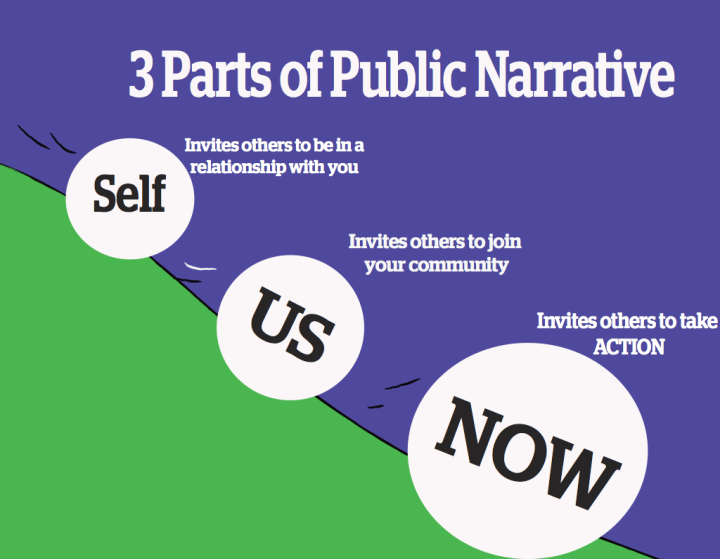 3 Parts of Public Narrative
Self
Invites others to be in a
relationship with you
US
Invites others to join
your community
NOW
Invites others to take
ACTION